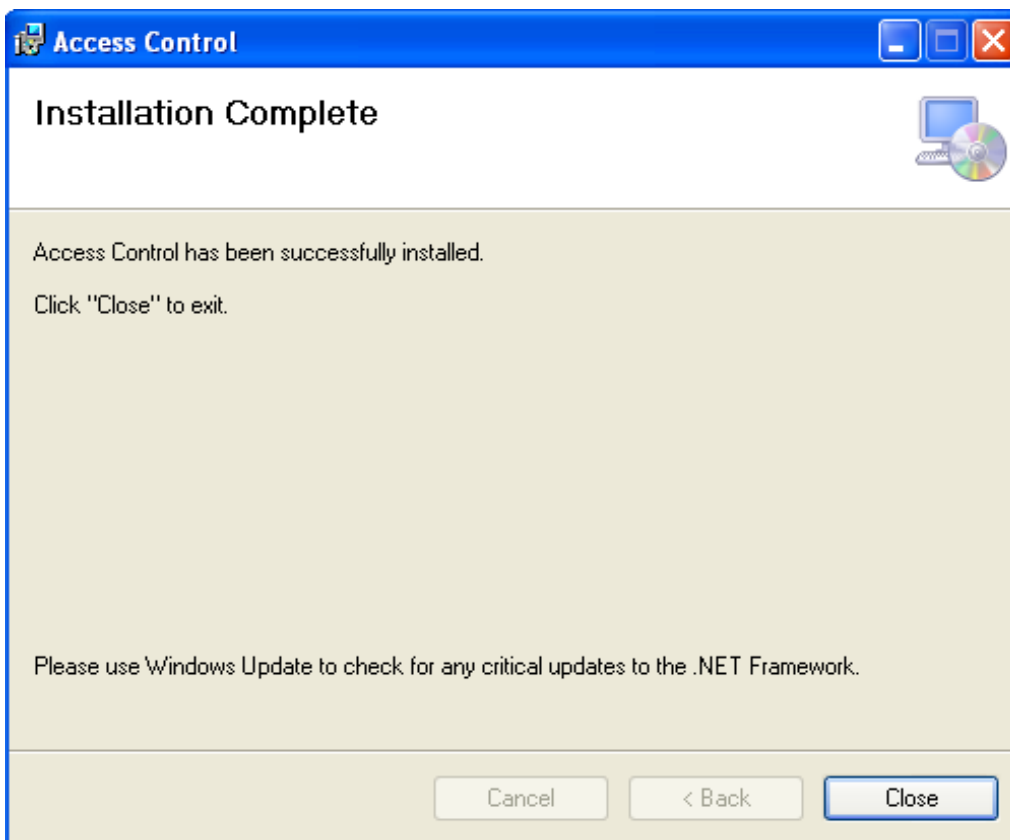 Access Control
Installation Complete
Access Control has been successfully installed.
Click "Close" to exit.
Please use Windows Update to check for any critical updates to the .NET Framework.
Cancel
< Back
Close